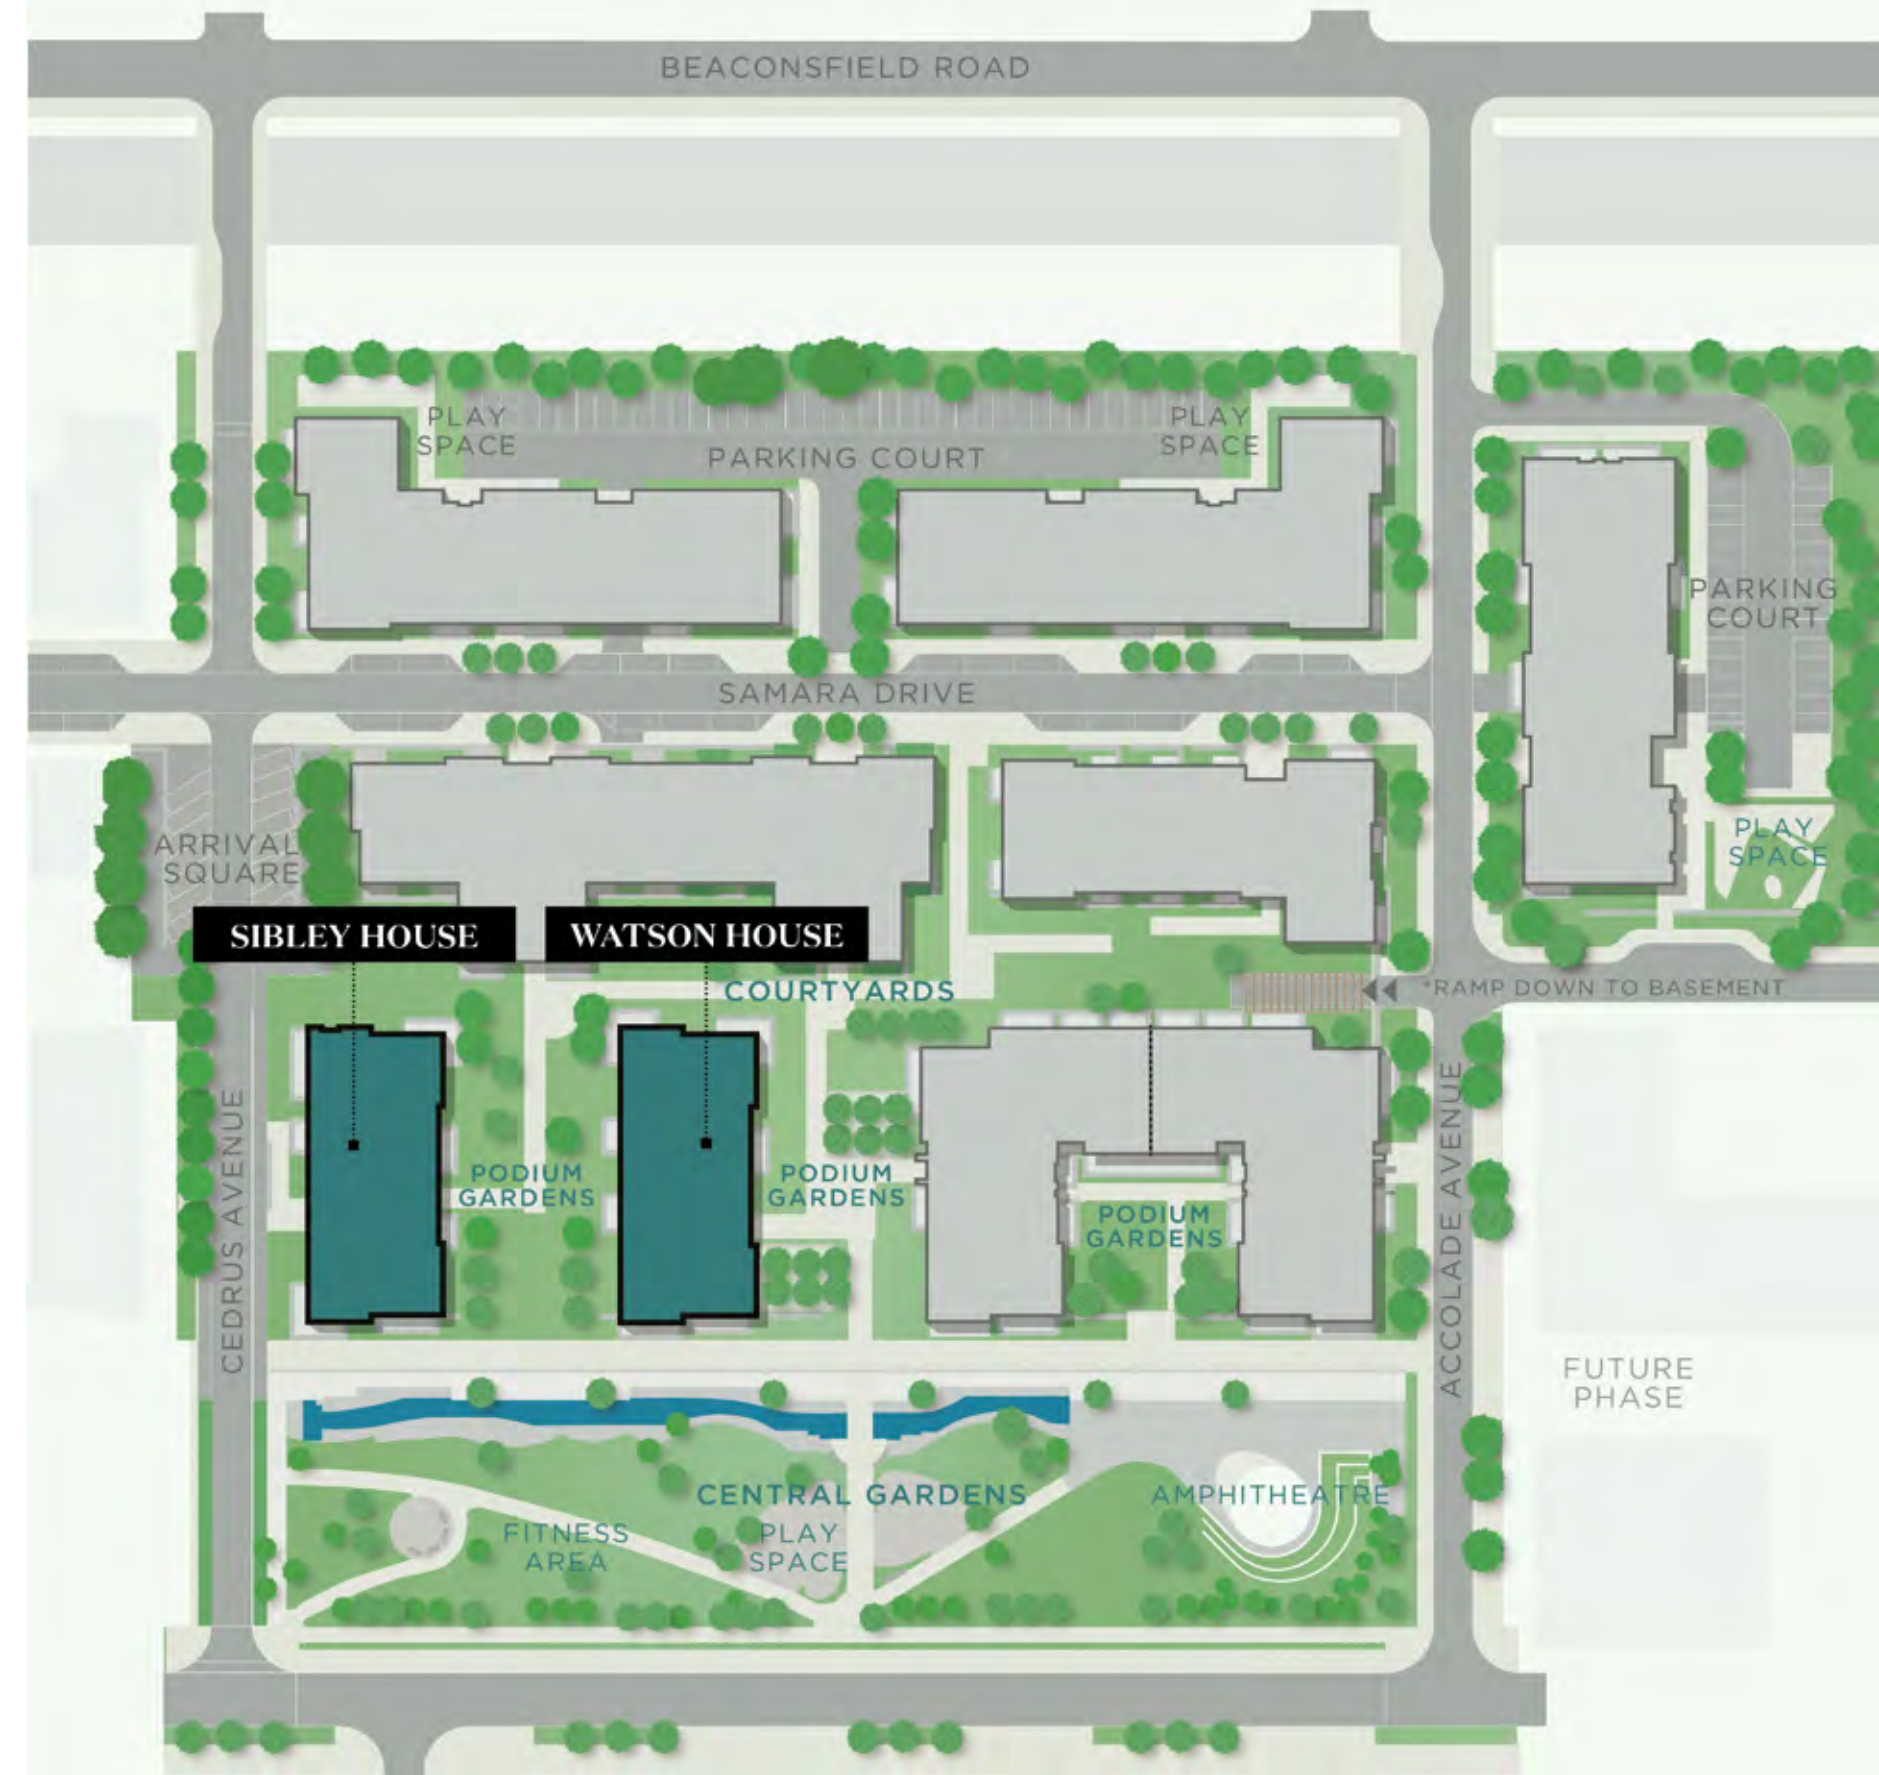 BEACONSFIELD ROAD
PLAY
SPACE
PLAY
SPACE
PARKING COURT
PARKING
COURT
SAMARA DRIVE
ARRIVAL
SQUARE
PLAY
SPACE
SIBLEY HOUSE
WATSON HOUSE
COURTYARDS
*RAMP DOWN TO BASEMENT
CEDRUS AVENUE
PODIUM
GARDENS
PODIUM
GARDENS
PODIUM
GARDENS
ACCOLADE AVENUE
FUTURE
PHASE
CENTRAL GARDENS
AMPHITHEATRE
FITNESS
AREA
PLAY
SPACE